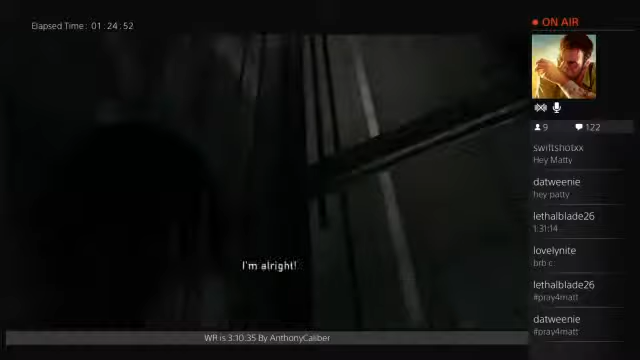 Elapsed Time: 01:24:52
ON AIR
9
122
swiftshotxx
Hey Matty
datweenie
hey patty
lethalblade26
1:31:14
lovelynite
brb c:
lethalblade26
#pray4matt
datweenie
#pray4matt
I'm alright!
WR is 3:10:35 By AnthonyCaliber